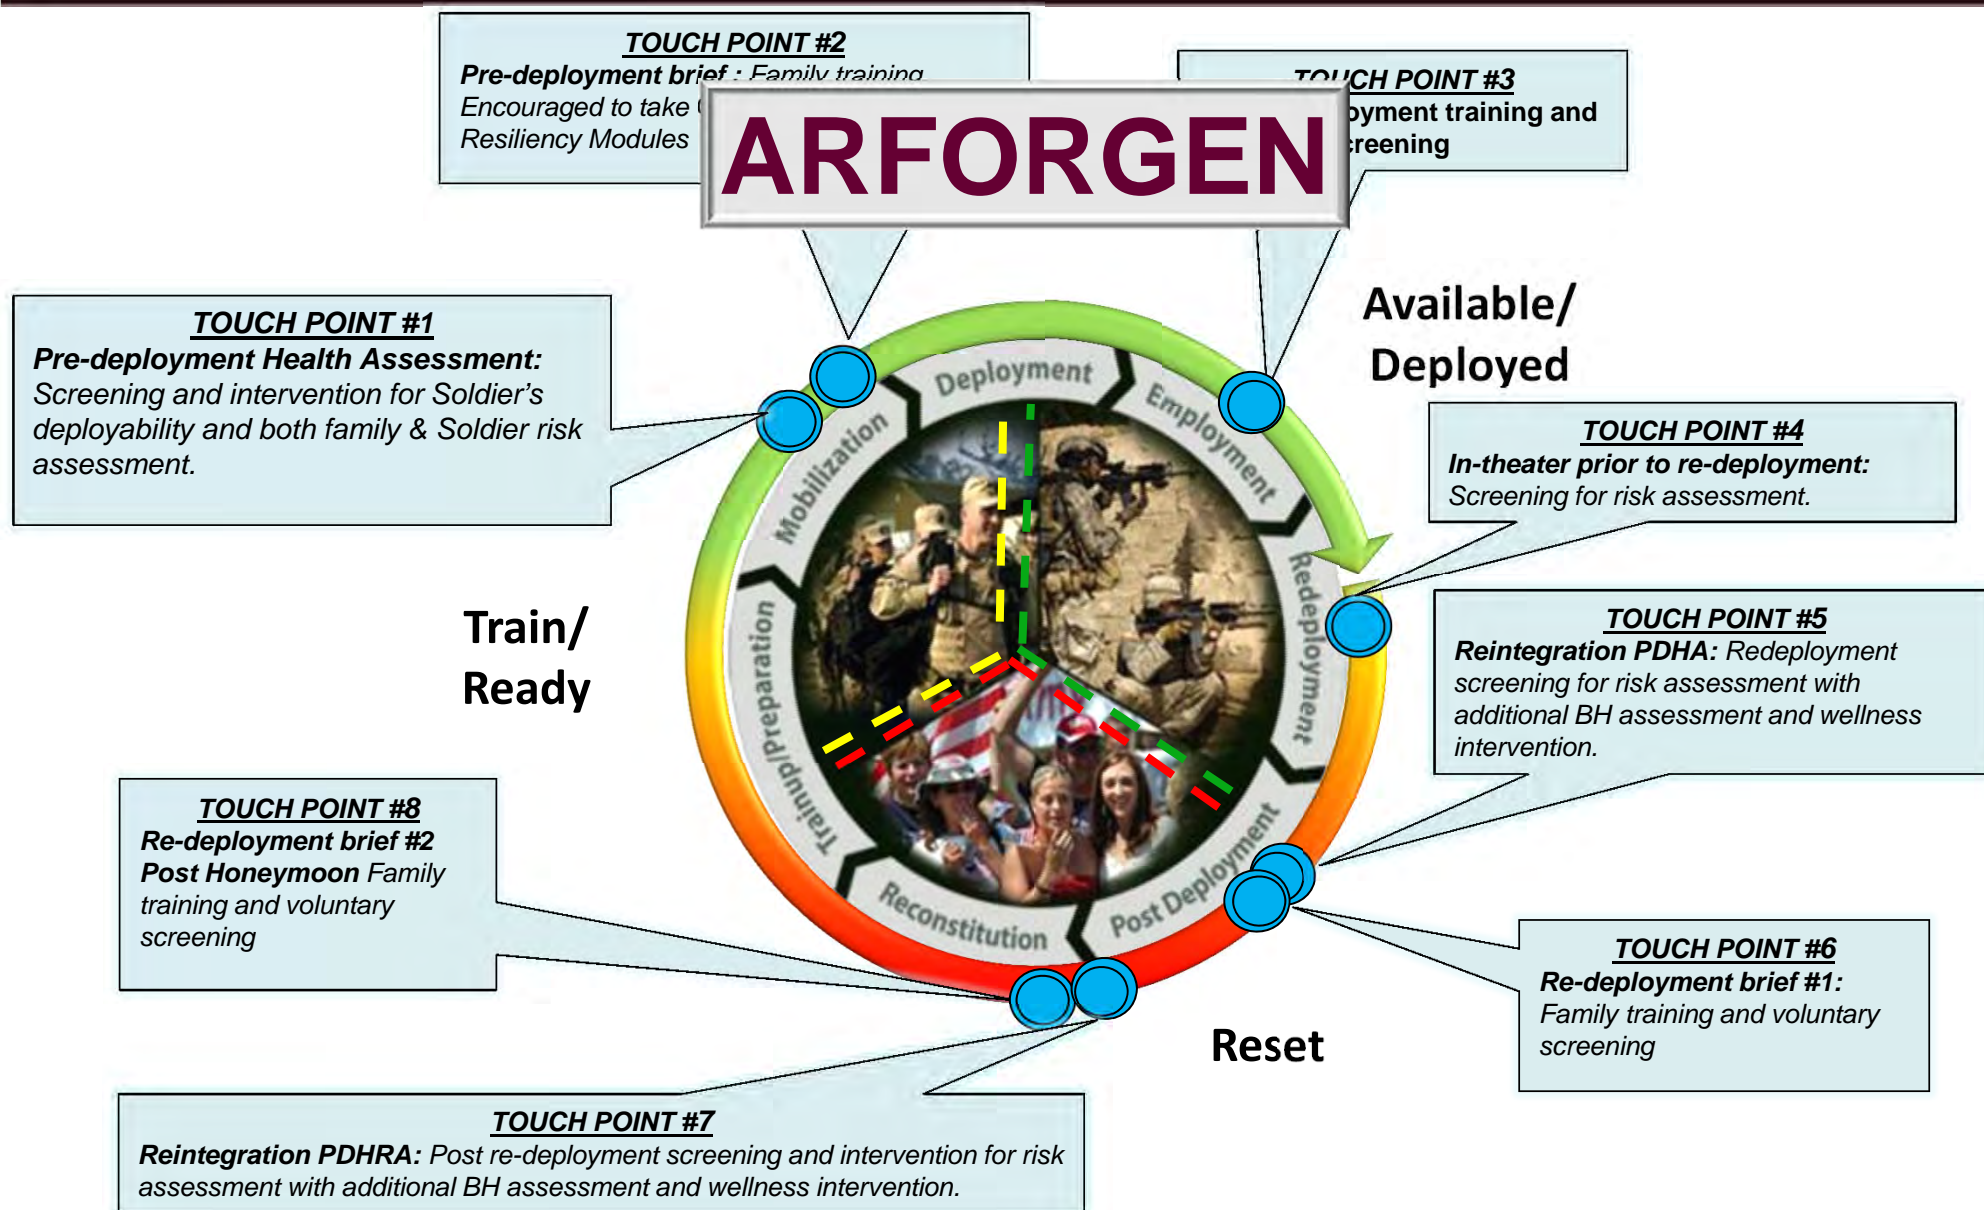 TOUCH POINT #2
Pre-deployment brief : Family training
Encouraged to take
Resiliency Modules
ARFORGEN
TOUCH POINT #3
oyment training and
creening
TOUCH POINT #1
Pre-deployment Health Assessment:
Screening and intervention for Soldier's
deployability and both family & Soldier risk
assessment.
Available/
Deployed
TOUCH POINT #4
In-theater prior to re-deployment:
Screening for risk assessment.
Deployment
Employment
Mobilization
Redeployment
Trainup/Preparation
Post Deployment
Reconstitution
Train/
Ready
TOUCH POINT #5
Reintegration PDHA: Redeployment
screening for risk assessment with
additional BH assessment and wellness
intervention.
TOUCH POINT #8
Re-deployment brief #2
Post Honeymoon Family
training and voluntary
screening
TOUCH POINT #6
Re-deployment brief #1:
Family training and voluntary
screening
Reset
TOUCH POINT #7
Reintegration PDHRA: Post re-deployment screening and intervention for risk
assessment with additional BH assessment and wellness intervention.